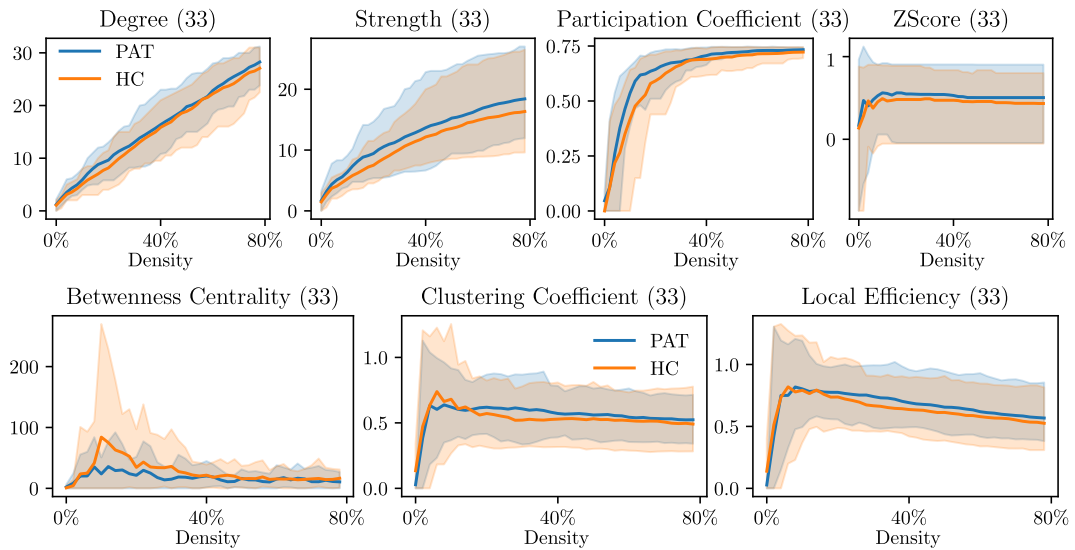 Degree (33)
Strength (33)
Participation Coefficient (33)
ZScore (33)
PAT
HC
30
20
10
0
0%
40%
80%
Density
20
10
0
0%
40%
80%
Density
0.75
0.50
0.25
0.00
0%
40%
80%
Density
1
0
0%
40%
80%
Density
Betwenness Centrality (33)
Clustering Coefficient (33)
Local Efficiency (33)
200
100
0
0%
40%
80%
Density
PAT
HC
1.0
0.5
0.0
0%
40%
80%
Density
1.0
0.5
0.0
0%
40%
80%
Density